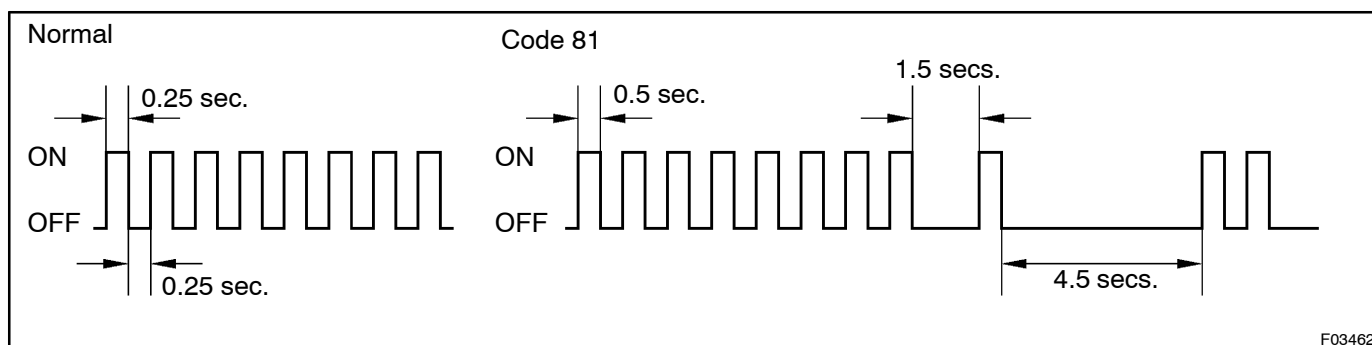 Normal
0.25 sec.
ON
OFF
0.25 sec.
Code 81
0.5 sec.
1.5 secs.
ON
OFF
4.5 secs.
F03462